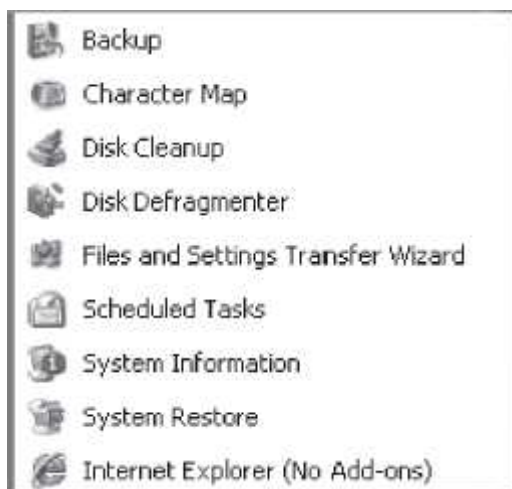 Backup
Character Map
Disk Cleanup
Disk Defragmenter
Files and Settings Transfer Wizard
Scheduled Tasks
System Information
System Restore
Internet Explorer (No Add-ons)